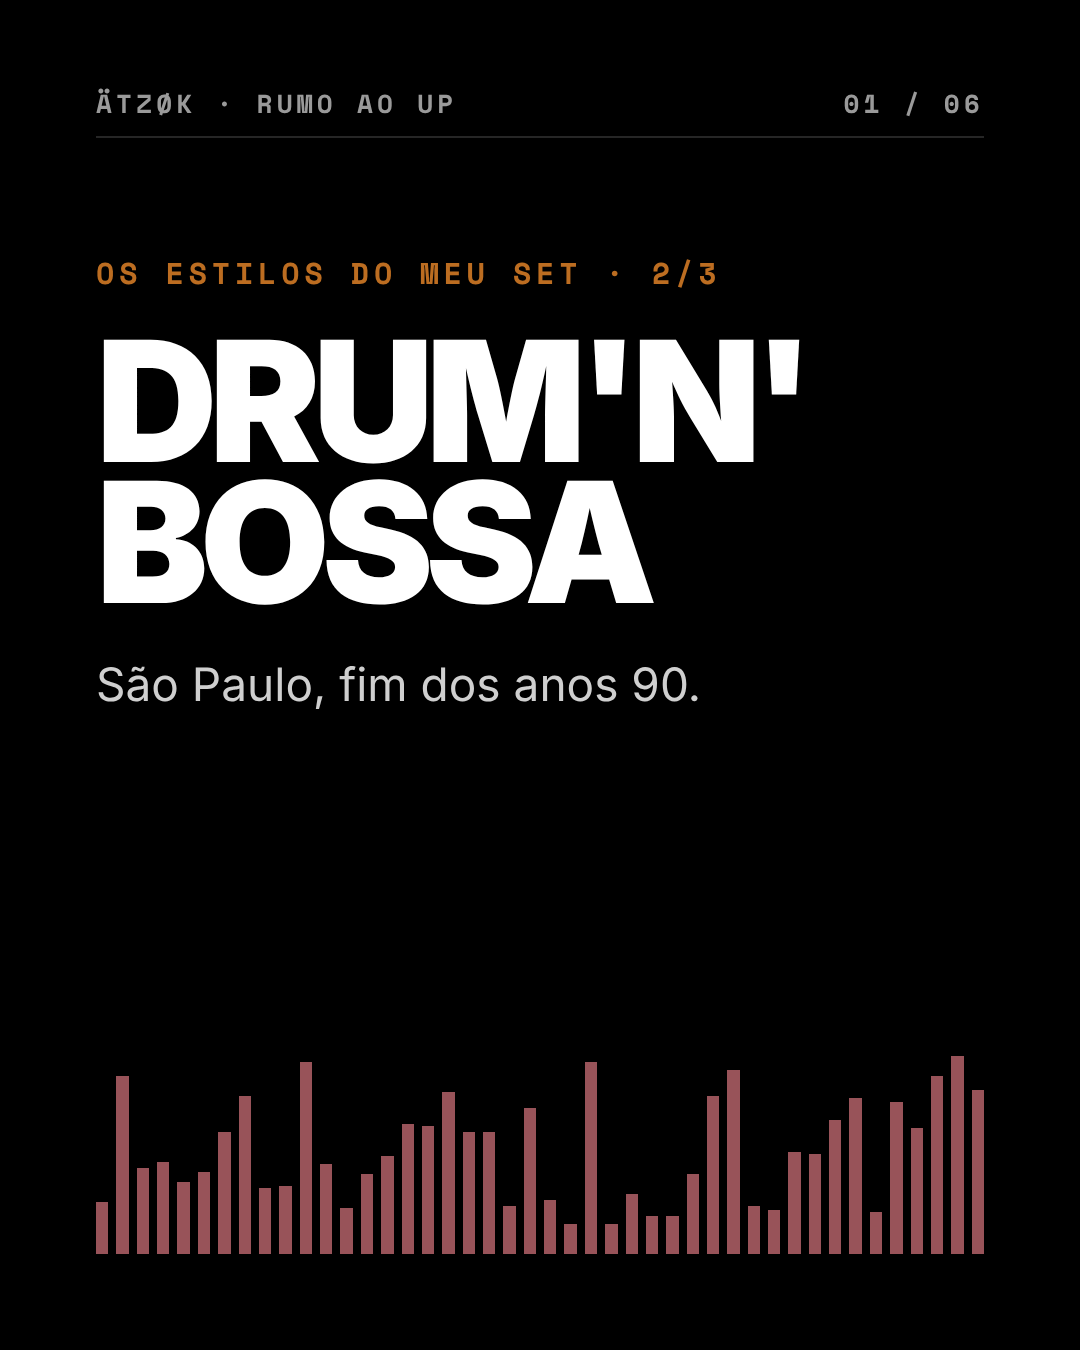 ÄTZØK · RUMO AO UP
01 / 06
OS ESTILOS DO MEU SET · 2/3
DRUM'N'
BOSSA
São Paulo, fim dos anos 90.